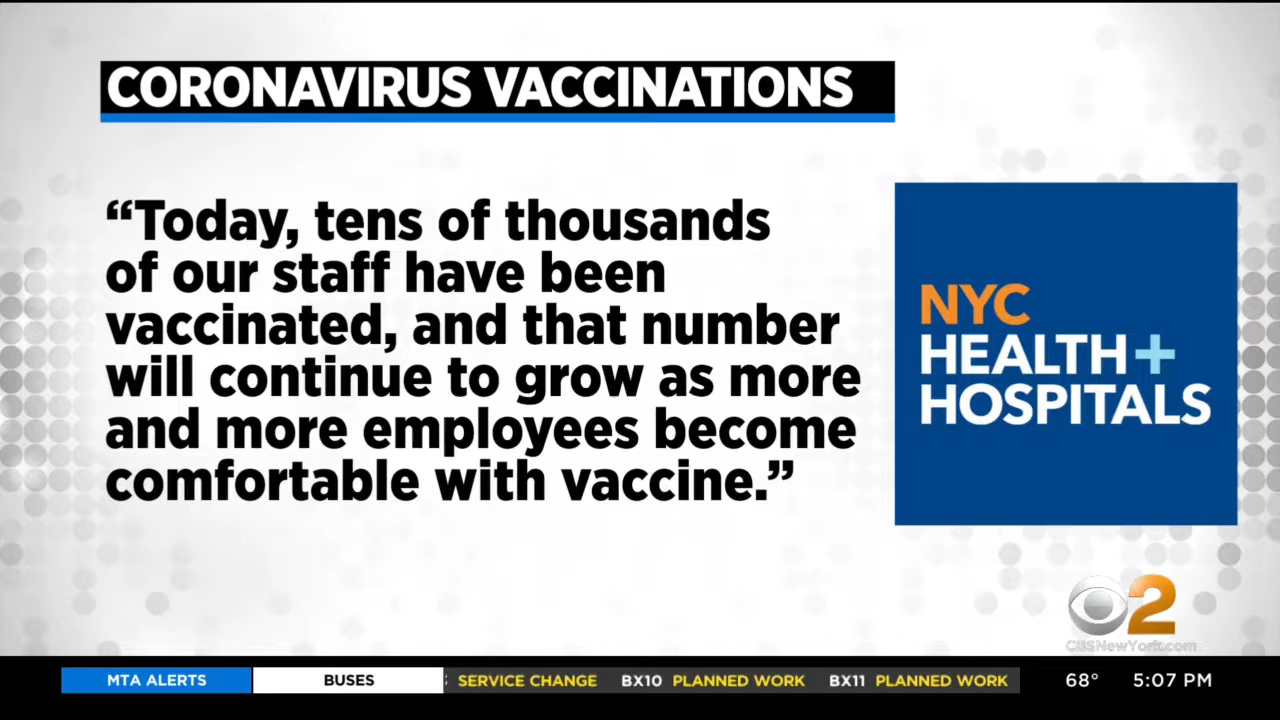 CORONAVIRUS VACCINATIONS
“Today, tens of thousands
of our staff have been
vaccinated, and that number
will continue to grow as more
and more employees become
comfortable with vaccine.”
NYC
HEALTH+
HOSPITALS
2
CBSNewYork.com
MTA ALERTS BUSES : SERVICE CHANGE BX10 PLANNED WORK BX11 PLANNED WORK 68° 5:07 PM